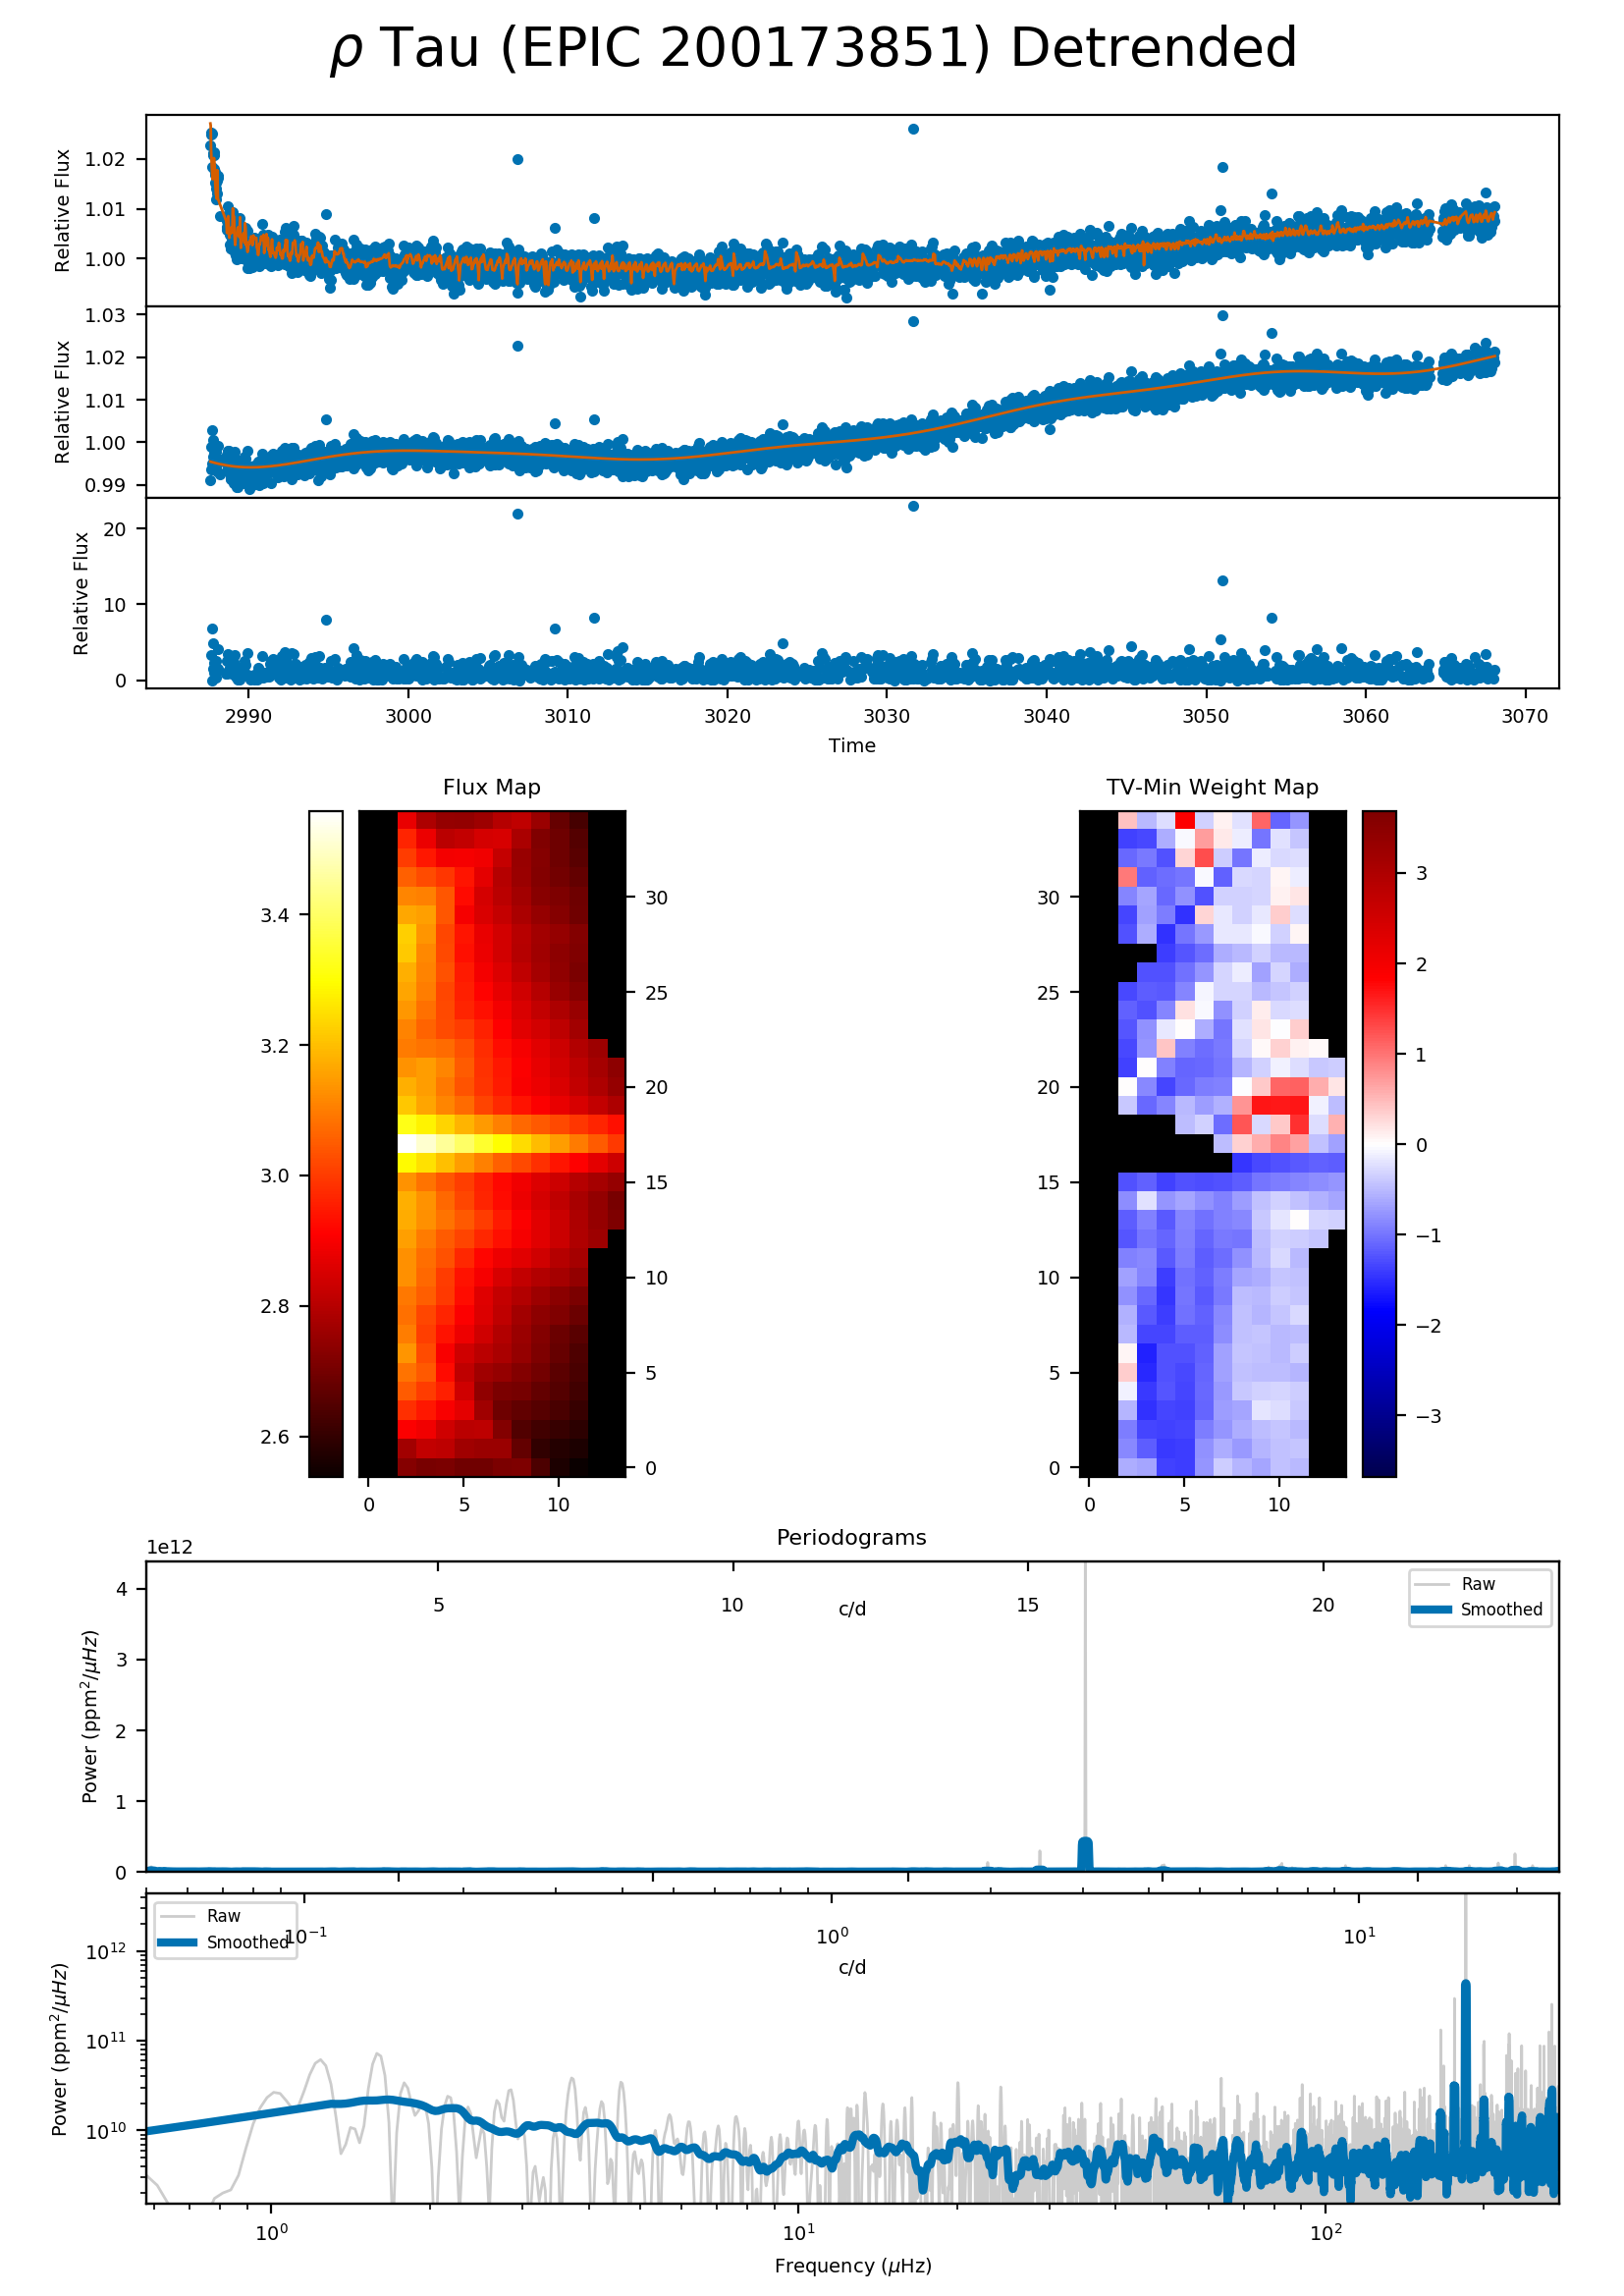 ρ Tau (EPIC 200173851) Detrended
Relative Flux
1.02
1.01
1.00
Relative Flux
1.03
1.02
1.01
1.00
0.99
Relative Flux
20
10
0
2990 3000 3010 3020 3030 3040 3050 3060 3070
Time
Flux Map
3.4
3.2
3.0
2.8
2.6
30
25
20
15
10
5
0
0 5 10
TV-Min Weight Map
30
25
20
15
10
5
0
0 5 10
3
2
1
0
−1
−2
−3
Periodograms
1e12
Power (ppm²/μHz)
4
3
2
1
0
5 10 15 20
c/d
Raw
Smoothed
Power (ppm²/μHz)
10¹²
10¹¹
10¹⁰
Raw
Smoothed
10⁻¹ 10⁰ 10¹
c/d
10⁰ 10¹ 10²
Frequency (μHz)